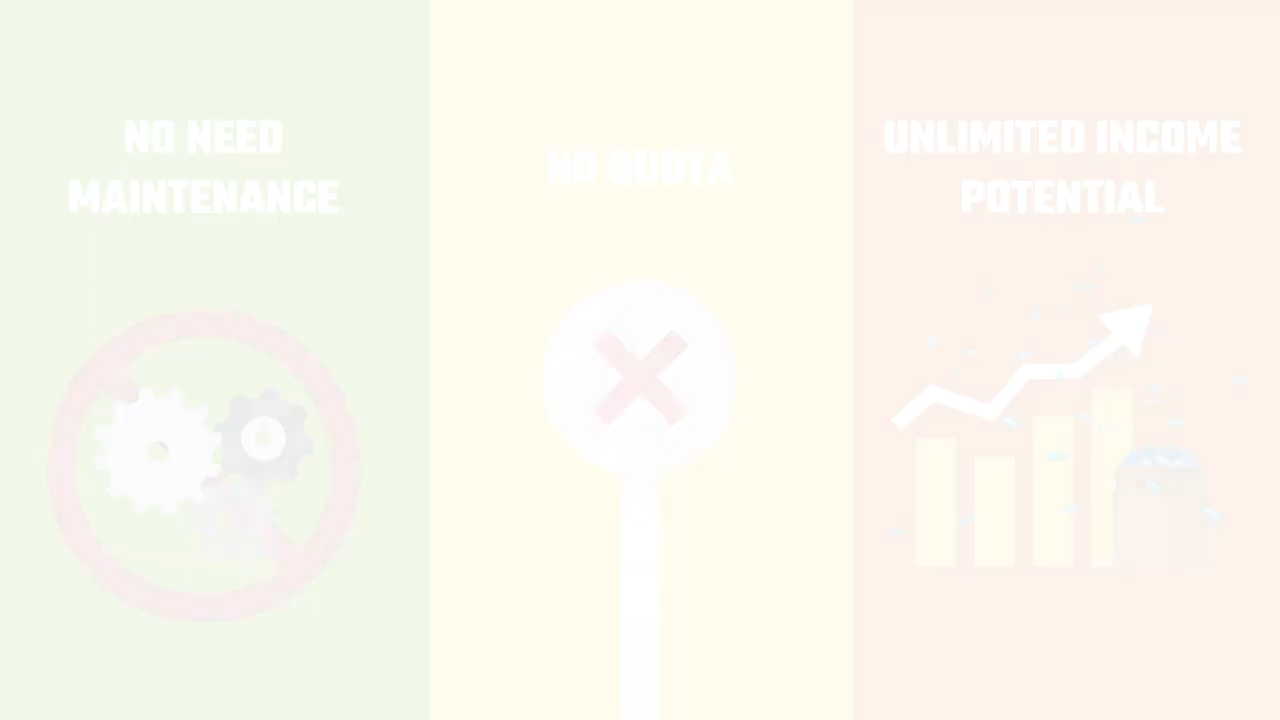 NO NEED
MAINTENANCE
NO QUOTA
UNLIMITED INCOME
POTENTIAL